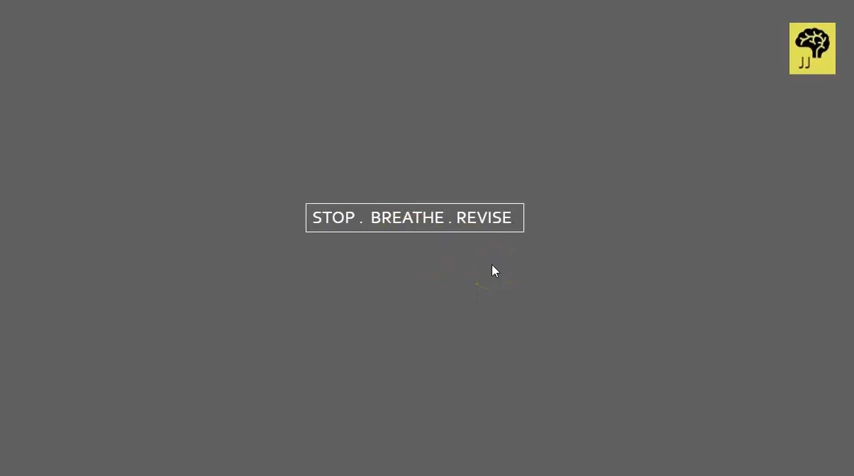 JJ
STOP . BREATHE . REVISE